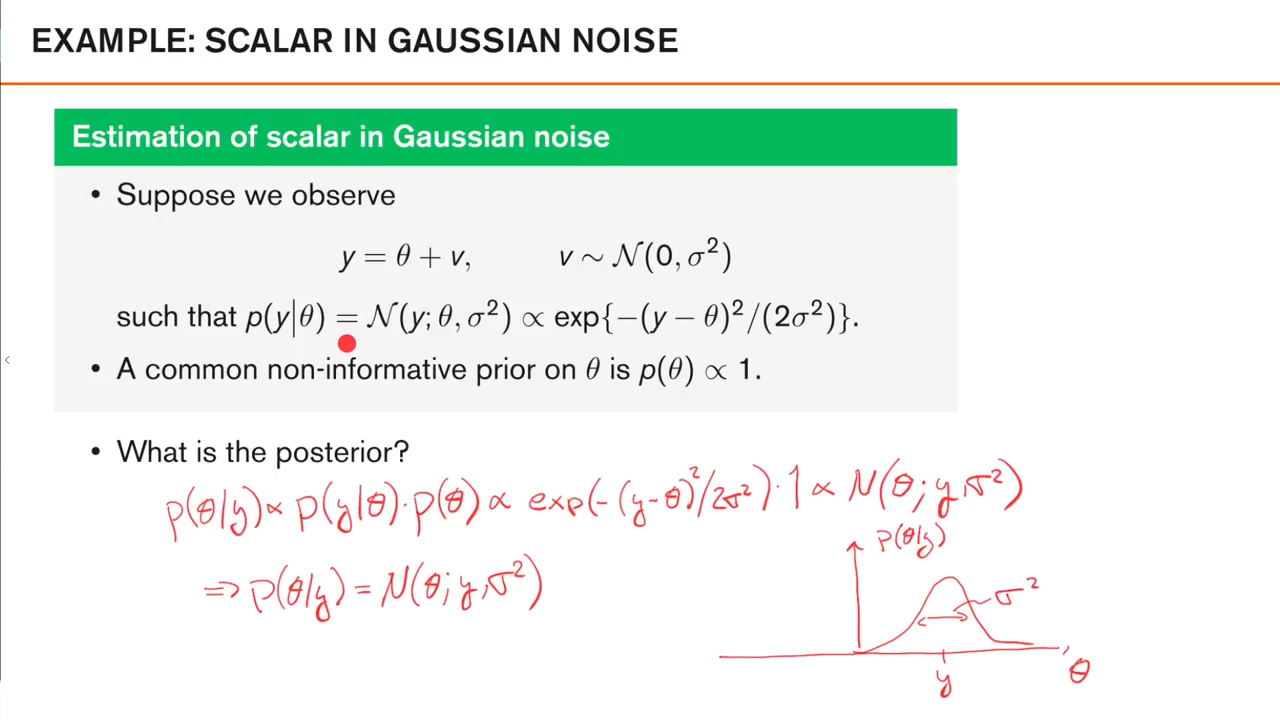 EXAMPLE: SCALAR IN GAUSSIAN NOISE
Estimation of scalar in Gaussian noise
• Suppose we observe
y = θ + v, v ∼ 𝒩(0, σ²)
such that p(y|θ) = 𝒩(y; θ, σ²) ∝ exp{−(y − θ)²/(2σ²)}.
• A common non-informative prior on θ is p(θ) ∝ 1.
• What is the posterior?
p(θ|y) ∝ p(y|θ)·p(θ) ∝ exp(−(y−θ)²/2σ²)·1 ∝ N(θ; y, σ²)
⇒ p(θ|y) = N(θ; y, σ²)
p(θ|y)
σ²
y
θ